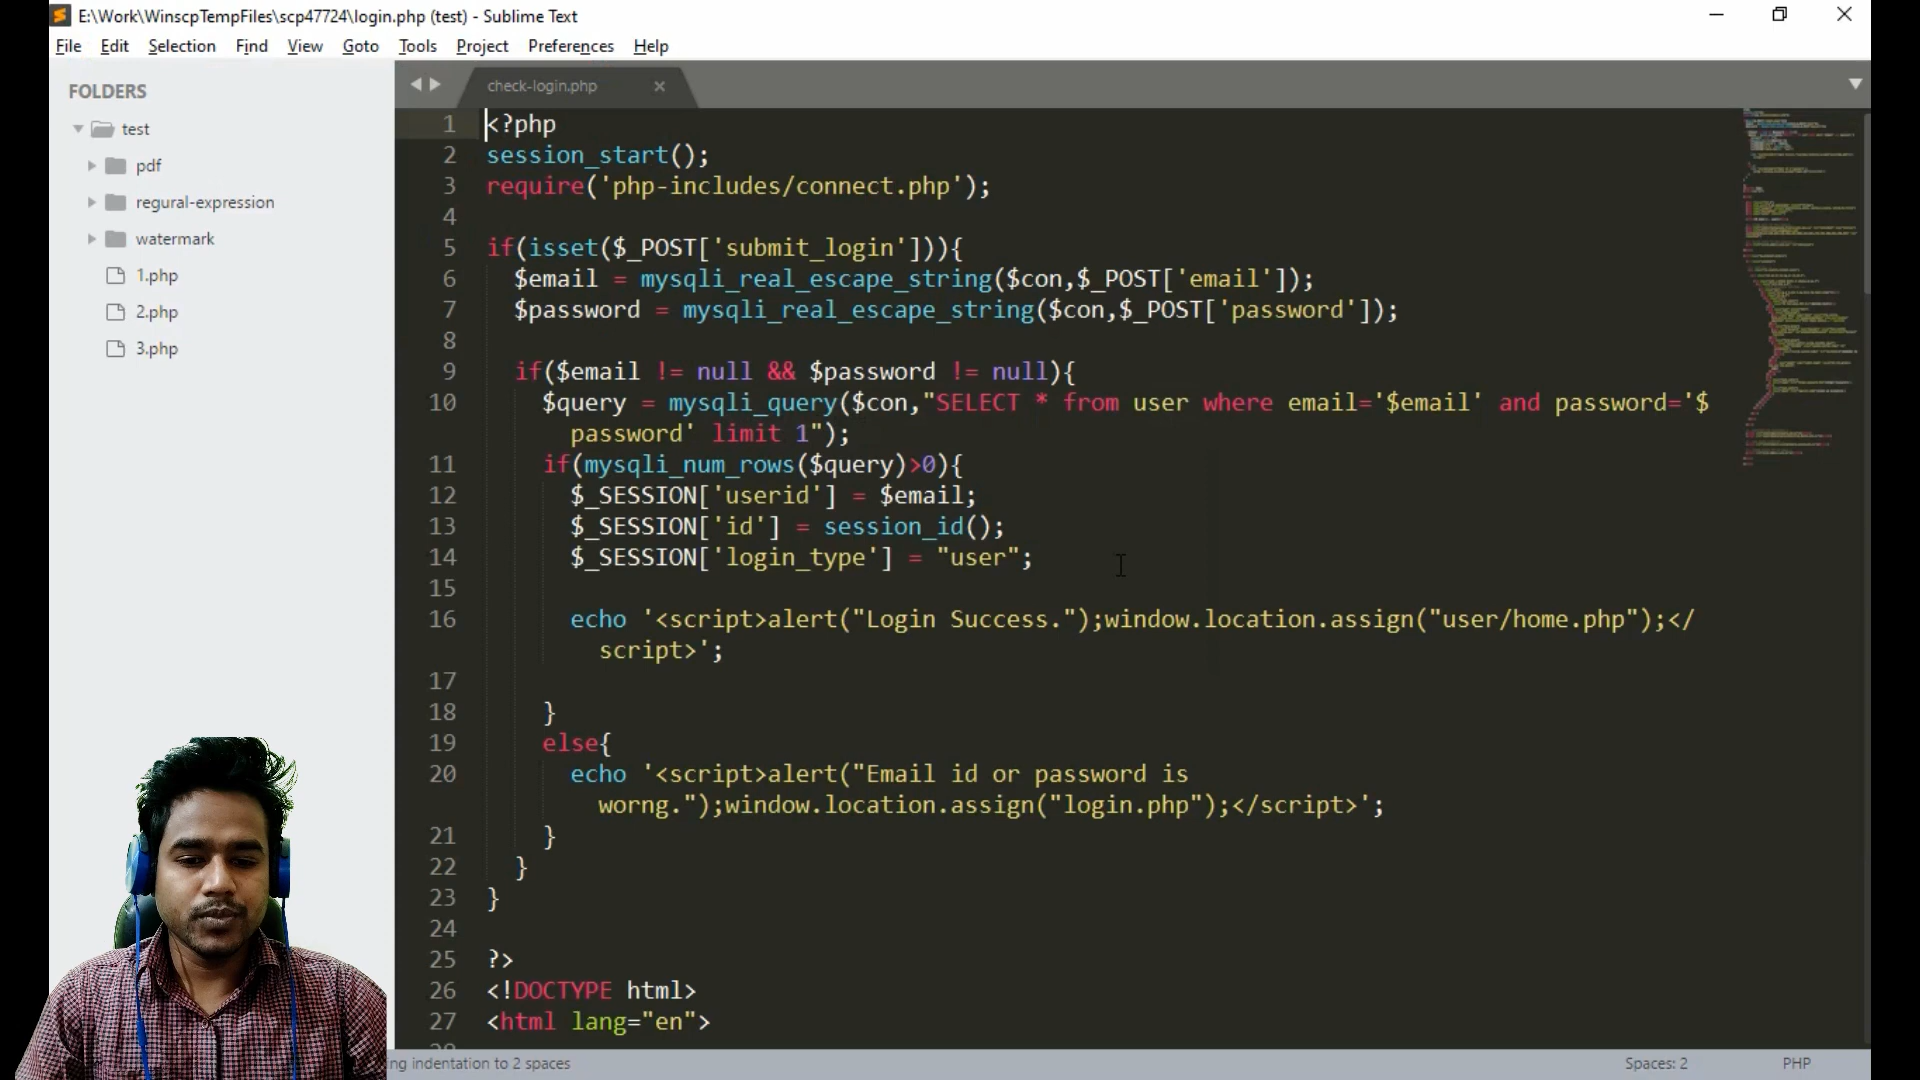 E:\Work\WinscpTempFiles\scp47724\login.php (test) - Sublime Text
File Edit Selection Find View Goto Tools Project Preferences Help
FOLDERS
test
pdf
regural-expression
watermark
1.php
2.php
3.php
check-login.php ×
1 <?php
2 session_start();
3 require('php-includes/connect.php');
4
5 if(isset($_POST['submit_login'])){
6 $email = mysqli_real_escape_string($con,$_POST['email']);
7 $password = mysqli_real_escape_string($con,$_POST['password']);
8
9 if($email != null && $password != null){
10 $query = mysqli_query($con,"SELECT * from user where email='$email' and password='$
password' limit 1");
11 if(mysqli_num_rows($query)>0){
12 $_SESSION['userid'] = $email;
13 $_SESSION['id'] = session_id();
14 $_SESSION['login_type'] = "user";
15
16 echo '<script>alert("Login Success.");window.location.assign("user/home.php");</
script>';
17
18 }
19 else{
20 echo '<script>alert("Email id or password is
worng.");window.location.assign("login.php");</script>';
21 }
22 }
23 }
24
25 ?>
26 <!DOCTYPE html>
27 <html lang="en">
ng indentation to 2 spaces Spaces: 2 PHP